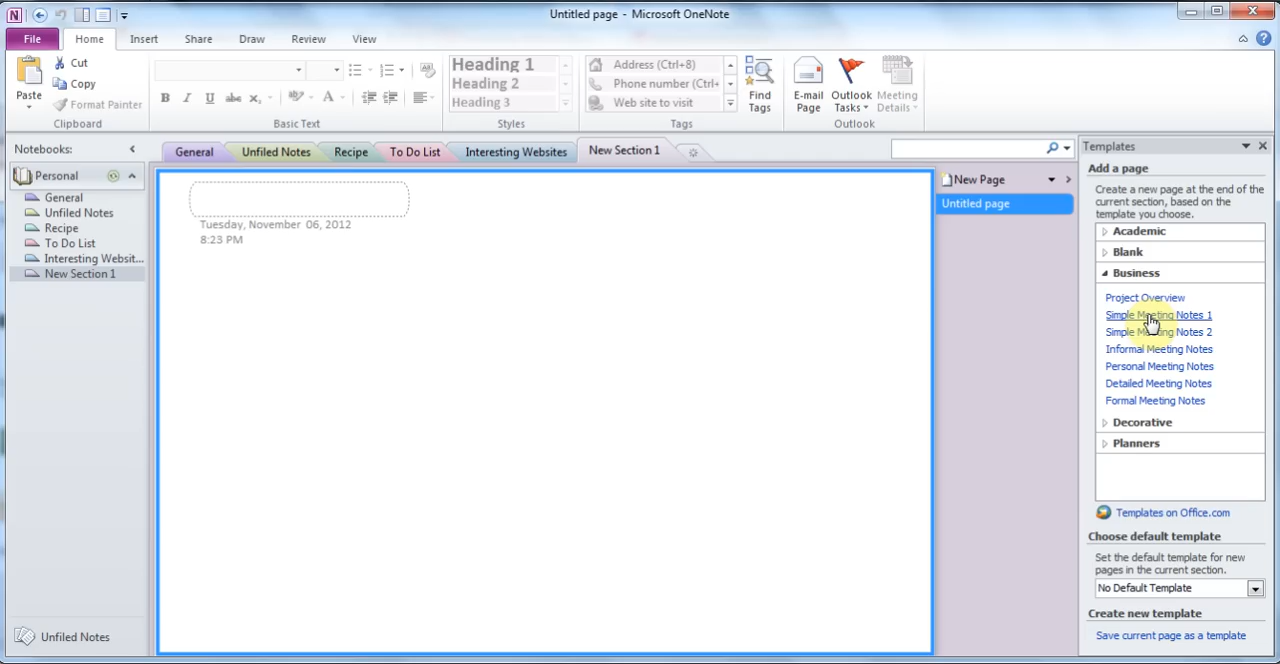 Untitled page - Microsoft OneNote
File Home Insert Share Draw Review View
Paste
Cut
Copy
Format Painter
Clipboard
B I U abc x
A
Basic Text
Heading 1
Heading 2
Heading 3
Styles
Address (Ctrl+8)
Phone number (Ctrl+
Web site to visit
Tags
Find
Tags
E-mail
Page
Outlook
Tasks
Meeting
Details
Outlook
Notebooks:
Personal
General
Unfiled Notes
Recipe
To Do List
Interesting Websit...
New Section 1
Unfiled Notes
General Unfiled Notes Recipe To Do List Interesting Websites New Section 1
Tuesday, November 06, 2012
8:23 PM
New Page
Untitled page
Templates
Add a page
Create a new page at the end of the
current section, based on the
template you choose.
Academic
Blank
Business
Project Overview
Simple Meeting Notes 1
Simple Meeting Notes 2
Informal Meeting Notes
Personal Meeting Notes
Detailed Meeting Notes
Formal Meeting Notes
Decorative
Planners
Templates on Office.com
Choose default template
Set the default template for new
pages in the current section.
No Default Template
Create new template
Save current page as a template